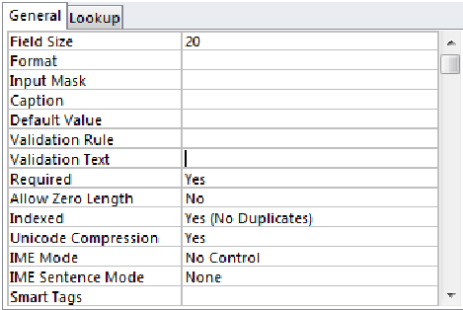 General Lookup
Field Size 20
Format
Input Mask
Caption
Default Value
Validation Rule
Validation Text
Required Yes
Allow Zero Length No
Indexed Yes (No Duplicates)
Unicode Compression Yes
IME Mode No Control
IME Sentence Mode None
Smart Tags